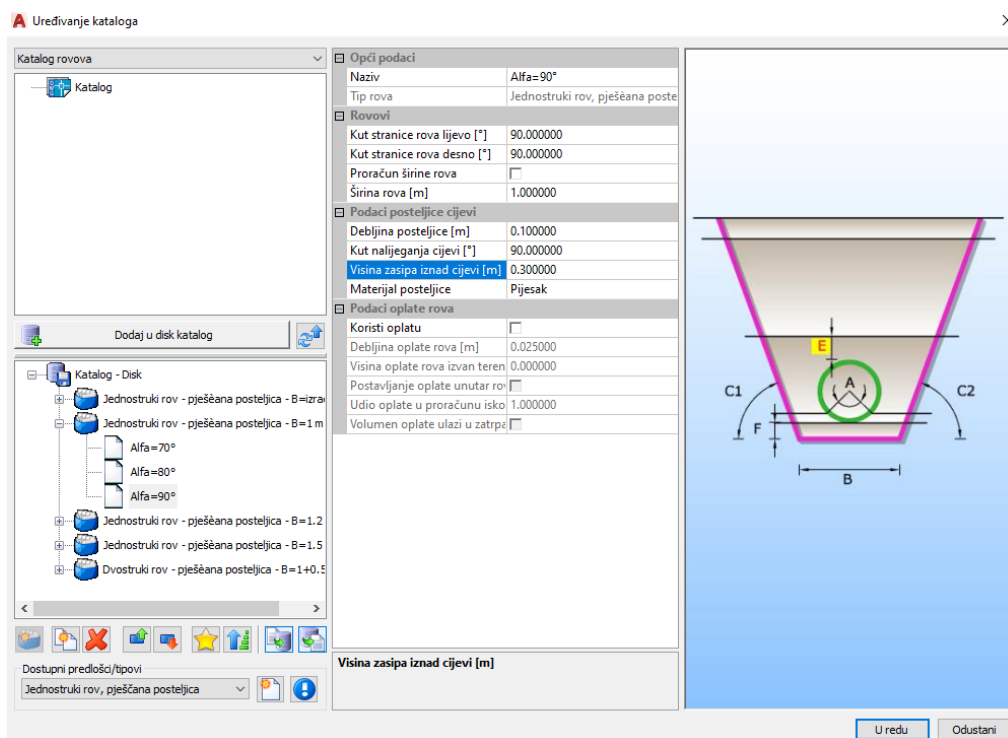 Uređivanje kataloga
Katalog rovova
Katalog
Dodaj u disk katalog
Katalog - Disk
Jednostruki rov - pješèana posteljica - B=izra
Jednostruki rov - pješèana posteljica - B=1 m
Alfa=70°
Alfa=80°
Alfa=90°
Jednostruki rov - pješèana posteljica - B=1.2
Jednostruki rov - pješèana posteljica - B=1.5
Dvostruki rov - pješèana posteljica - B=1+0.5
Dostupni predlošci/tipovi
Jednostruki rov, pješčana posteljica
Opći podaci
Naziv Alfa=90°
Tip rova Jednostruki rov, pješèana poste
Rovovi
Kut stranice rova lijevo [°] 90.000000
Kut stranice rova desno [°] 90.000000
Proračun širine rova
Širina rova [m] 1.000000
Podaci posteljice cijevi
Debljina posteljice [m] 0.100000
Kut nalijeganja cijevi [°] 90.000000
Visina zasipa iznad cijevi [m] 0.300000
Materijal posteljice Pijesak
Podaci oplate rova
Koristi oplatu
Debljina oplate rova [m] 0.025000
Visina oplate rova izvan teren 0.000000
Postavljanje oplate unutar rov
Udio oplate u proračunu isko 1.000000
Volumen oplate ulazi u zatrpa
Visina zasipa iznad cijevi [m]
E
A
C1
C2
F
B
U redu
Odustani